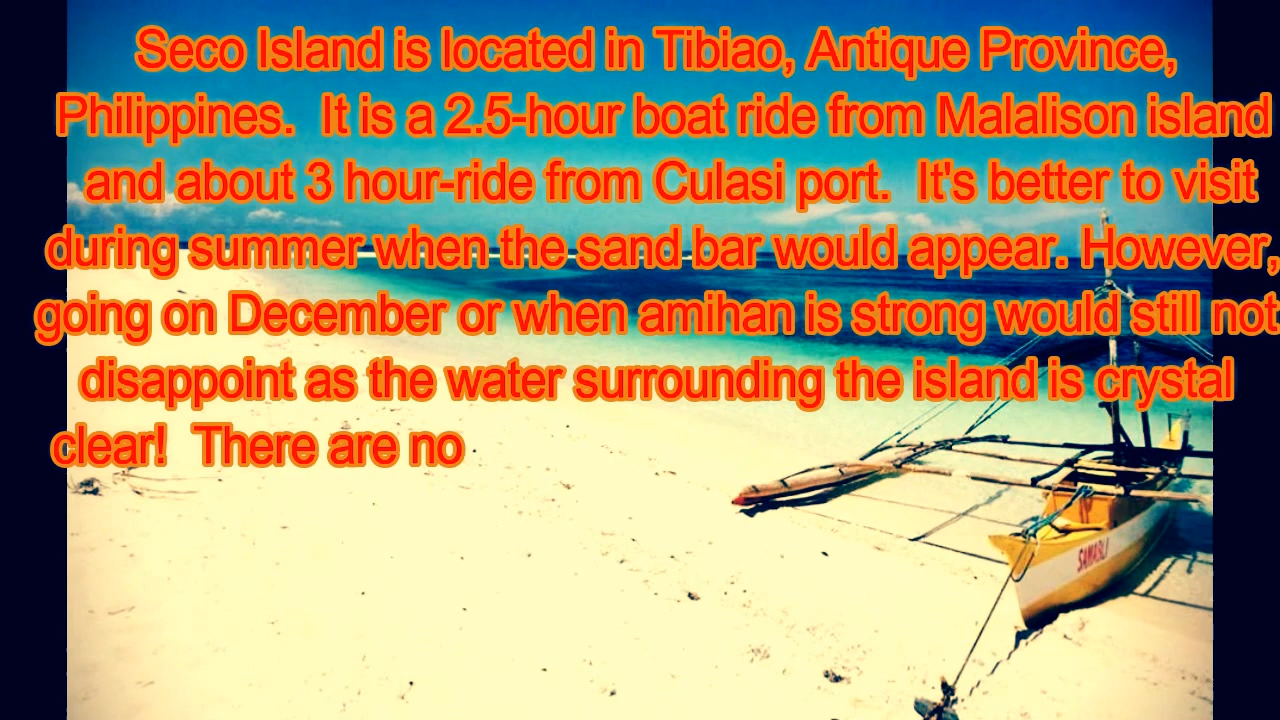 Seco Island is located in Tibiao, Antique Province,
Philippines.  It is a 2.5-hour boat ride from Malalison island
and about 3 hour-ride from Culasi port.  It's better to visit
during summer when the sand bar would appear. However,
going on December or when amihan is strong would still not
disappoint as the water surrounding the island is crystal
clear!  There are no
SAMABLI